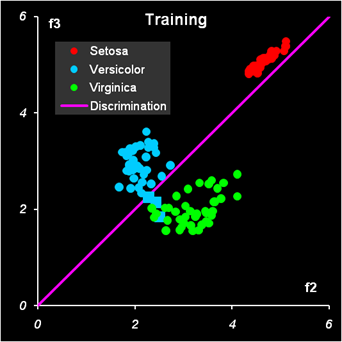 Training
f3
6
Setosa
Versicolor
Virginica
Discrimination
4
2
0
f2
0
2
4
6